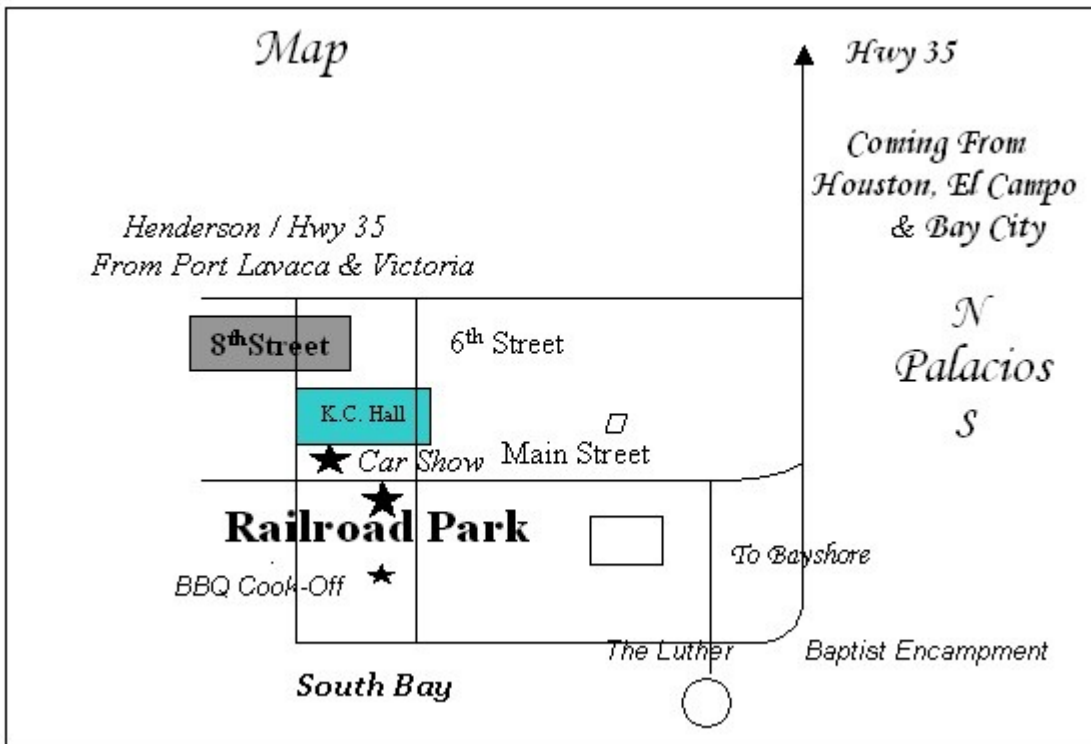 Map
Hwy 35
Coming From
Houston, El Campo
& Bay City
Henderson / Hwy 35
From Port Lavaca & Victoria
N
Palacios
S
8th Street
6th Street
K.C. Hall
Car Show
Main Street
Railroad Park
To Bayshore
BBQ Cook-Off
The Luther
Baptist Encampment
South Bay